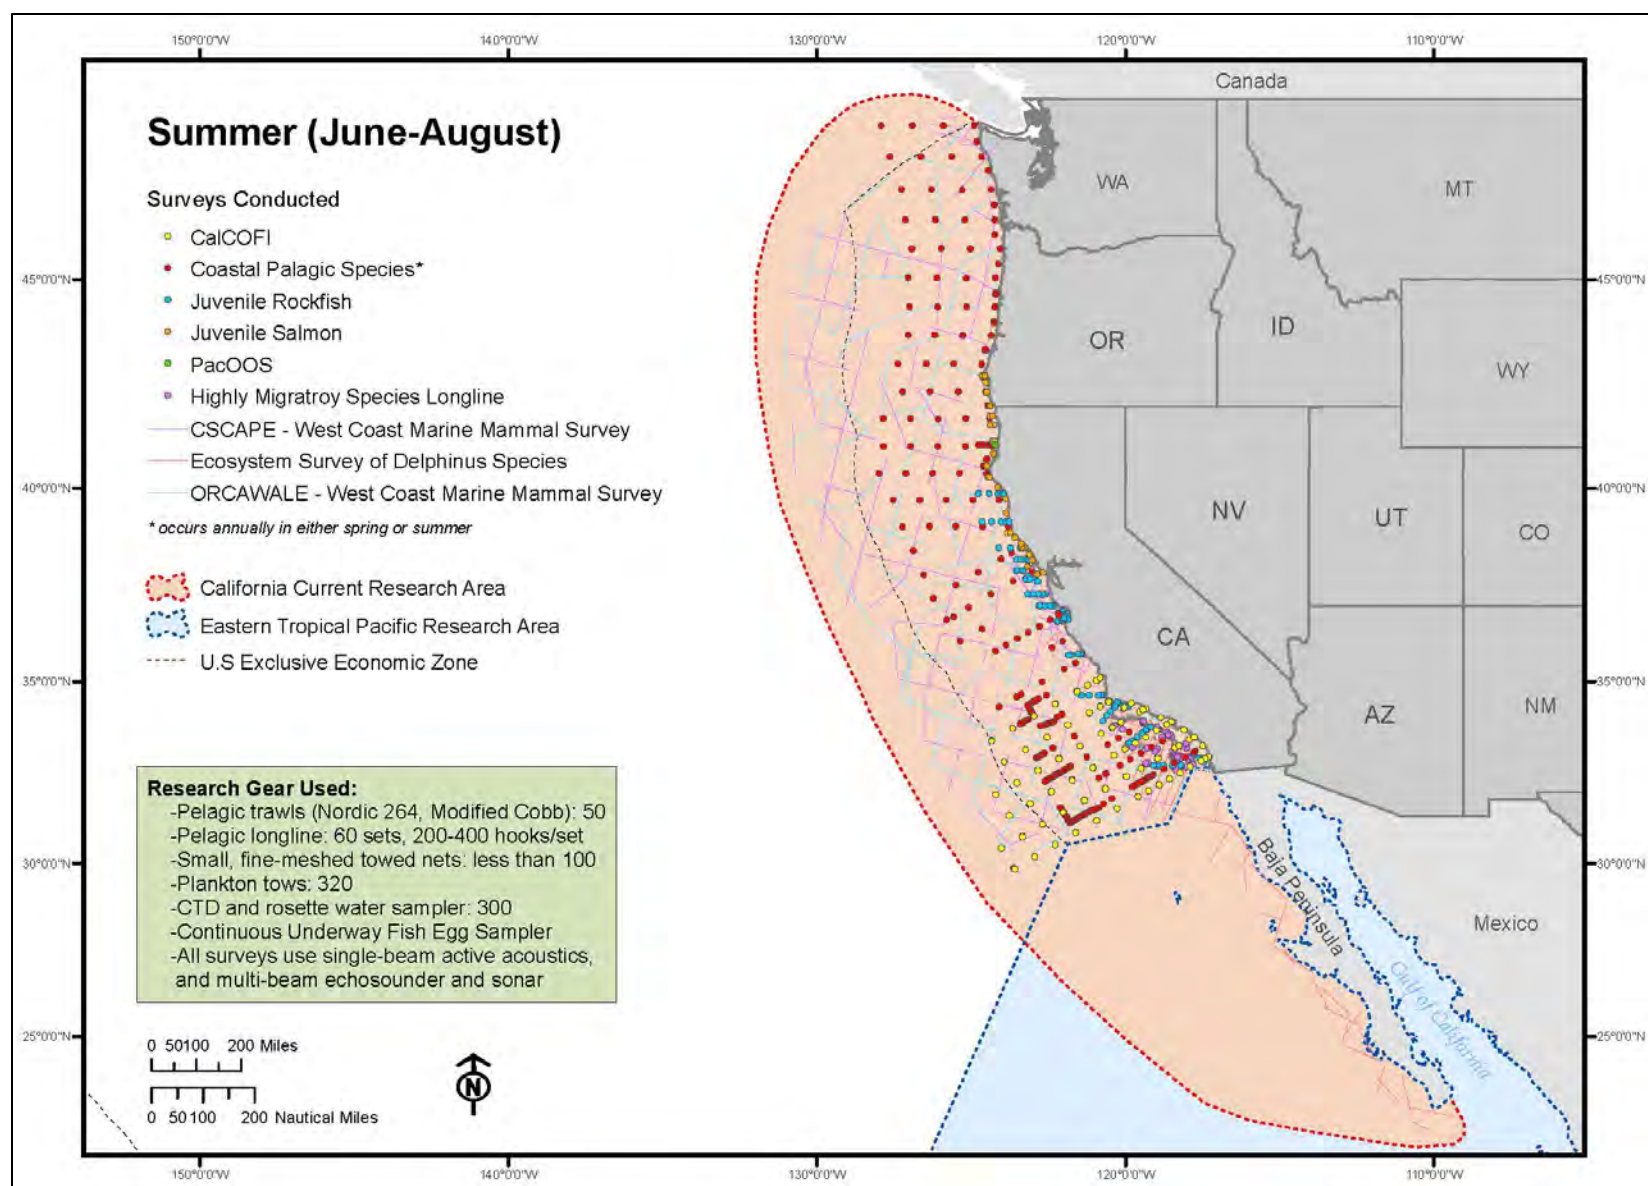 150°0'0"W 140°0'0"W 130°0'0"W 120°0'0"W 110°0'0"W
Canada
Summer (June-August)
Surveys Conducted
CalCOFI
Coastal Palagic Species*
Juvenile Rockfish
Juvenile Salmon
PacOOS
Highly Migratroy Species Longline
CSCAPE - West Coast Marine Mammal Survey
Ecosystem Survey of Delphinus Species
ORCAWALE - West Coast Marine Mammal Survey
* occurs annually in either spring or summer
California Current Research Area
Eastern Tropical Pacific Research Area
U.S Exclusive Economic Zone
Research Gear Used:
-Pelagic trawls (Nordic 264, Modified Cobb): 50
-Pelagic longline: 60 sets, 200-400 hooks/set
-Small, fine-meshed towed nets: less than 100
-Plankton tows: 320
-CTD and rosette water sampler: 300
-Continuous Underway Fish Egg Sampler
-All surveys use single-beam active acoustics,
and multi-beam echosounder and sonar
0 50 100 200 Miles
0 50 100 200 Nautical Miles
N
WA
MT
OR
ID
WY
NV
UT
CO
CA
AZ
NM
Baja Peninsula
Gulf of California
Mexico
45°0'0"N 45°0'0"N
40°0'0"N 40°0'0"N
35°0'0"N 35°0'0"N
30°0'0"N 30°0'0"N
25°0'0"N 25°0'0"N
150°0'0"W 140°0'0"W 130°0'0"W 120°0'0"W 110°0'0"W